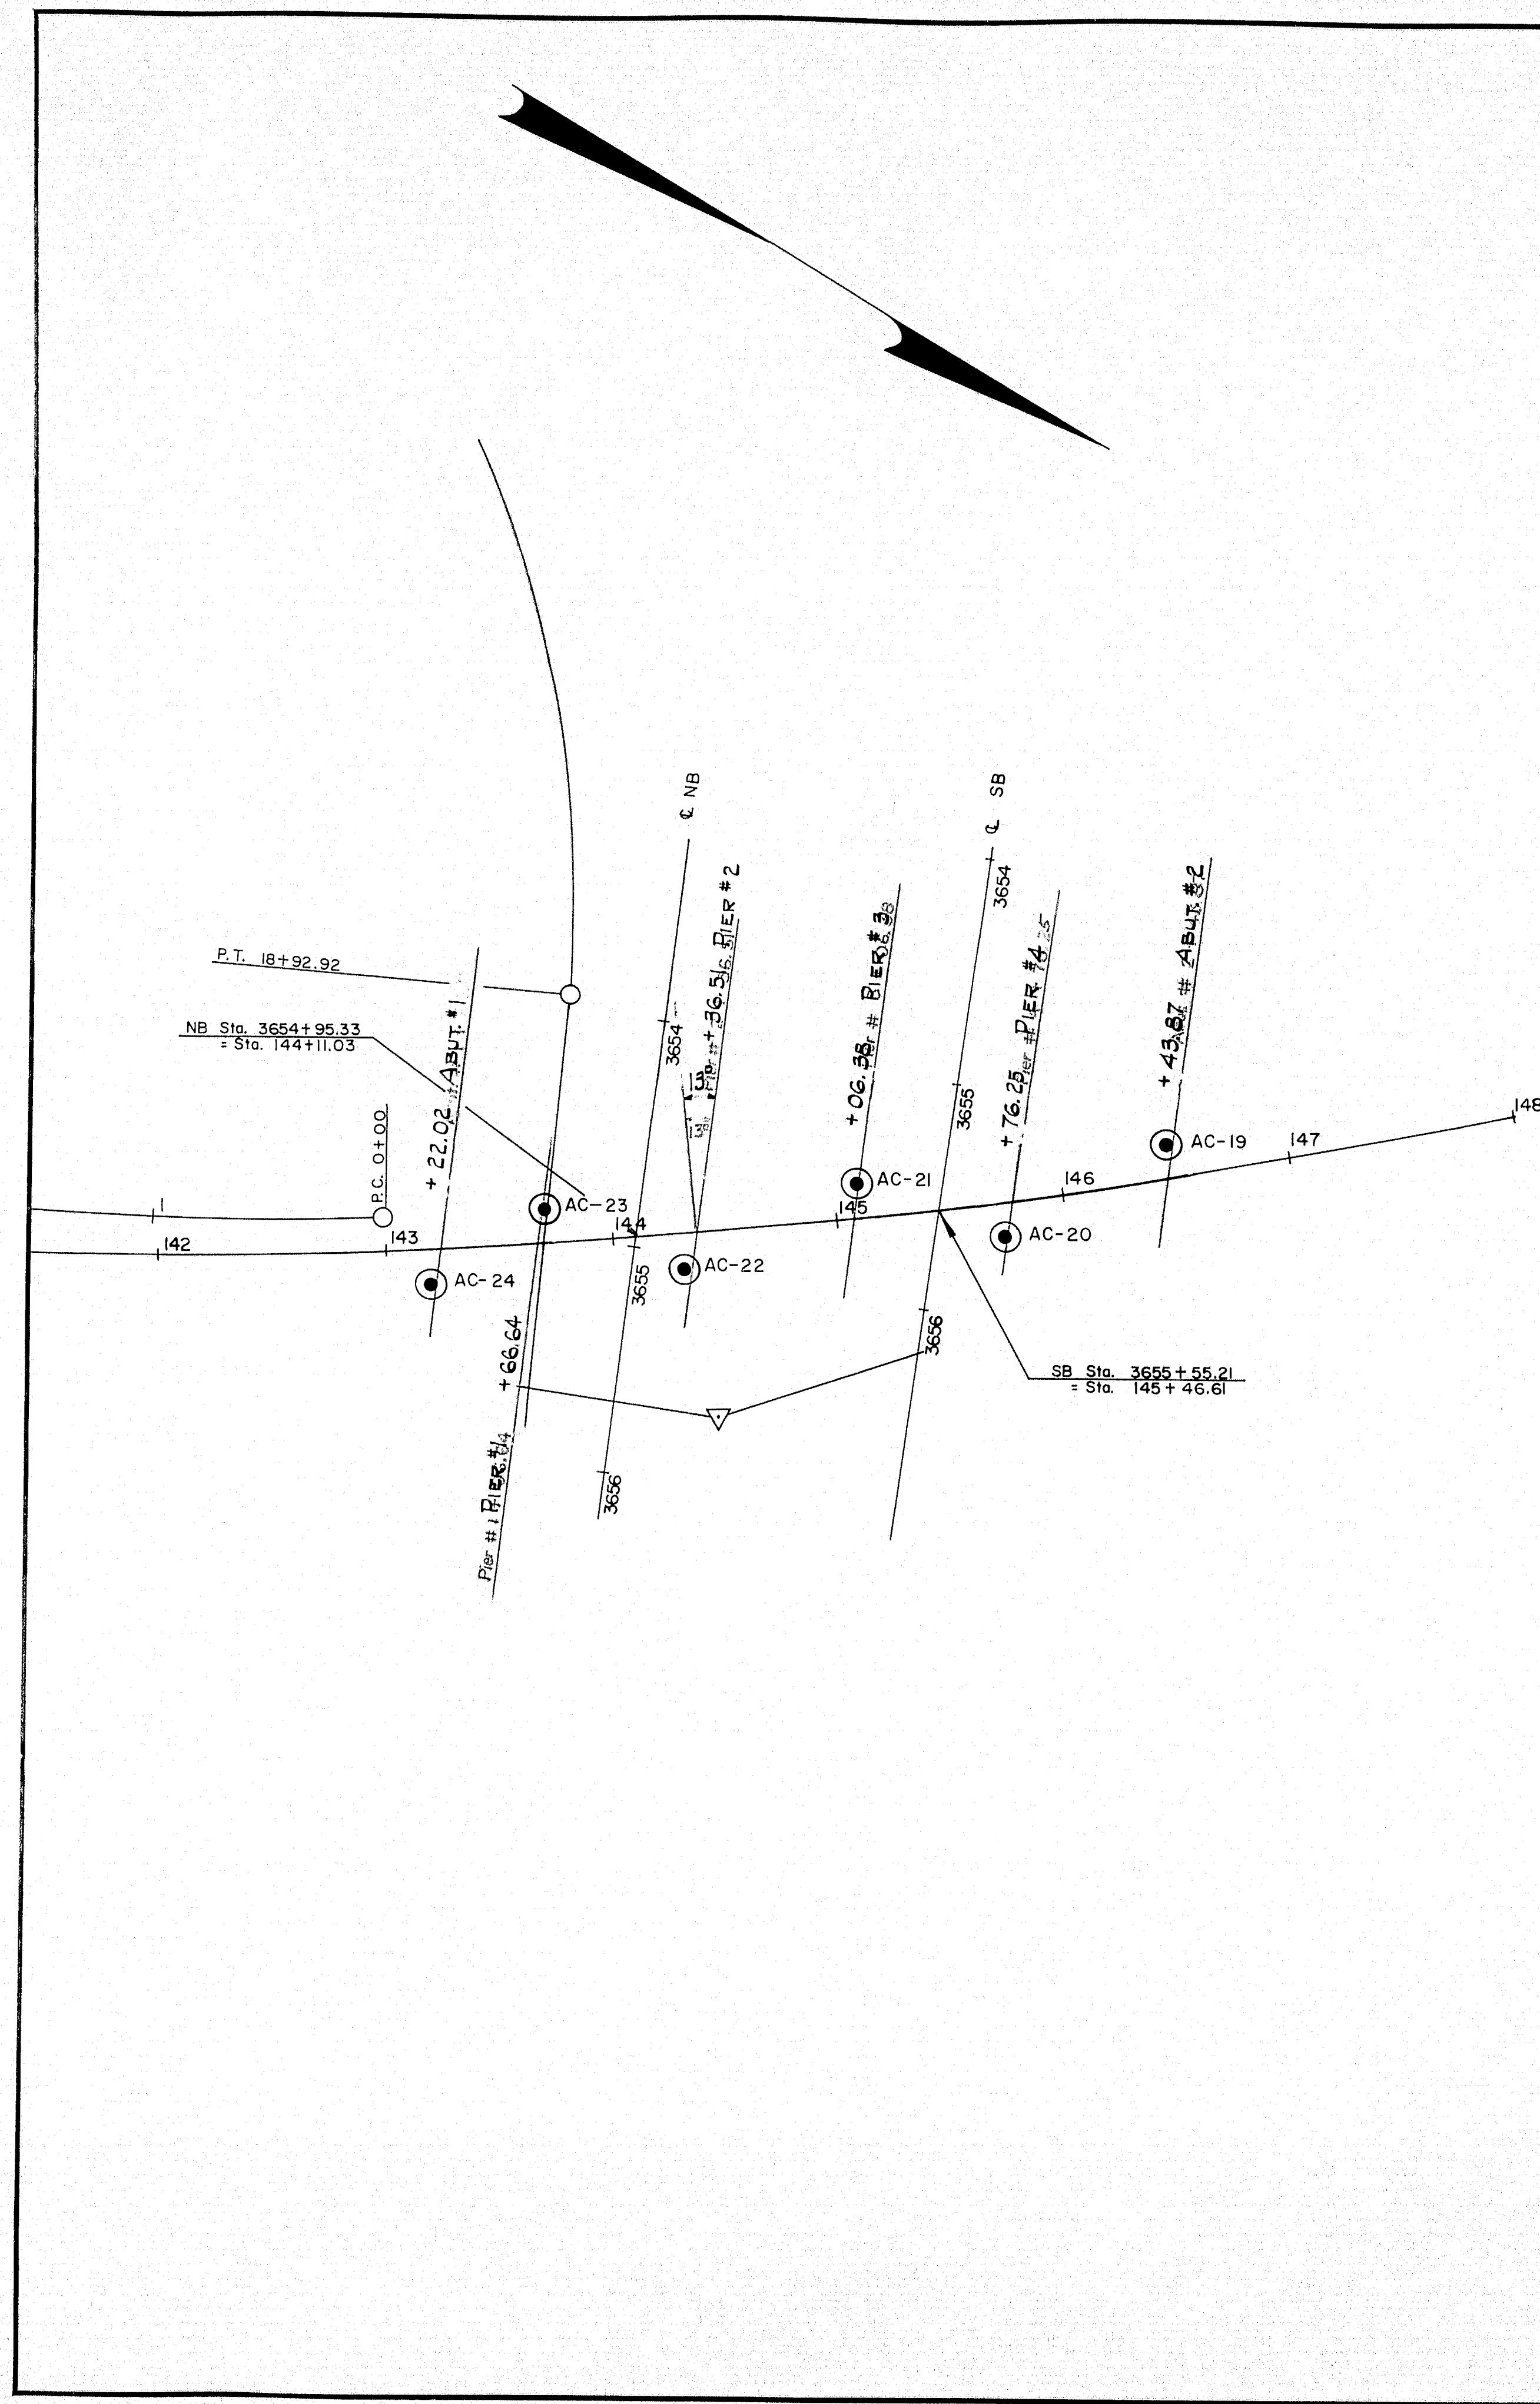 ℄ NB
℄ SB
3654
+36.51 PIER #2
+06.38 PIER #3
+76.25 PIER #4
+43.87 ABUT. #2
P.T. 18+92.92
+22.02 ABUT. #1
NB Sta. 3654+95.33
= Sta. 144+11.03
3654
3655
P.C. 0+00
13°
148
147
AC-19
146
AC-21
145
AC-23
144
1
142
143
AC-20
AC-22
AC-24
3655
3656
+66.64
PIER #1
Pier # 1
SB Sta. 3655+55.21
= Sta. 145+46.61
3656